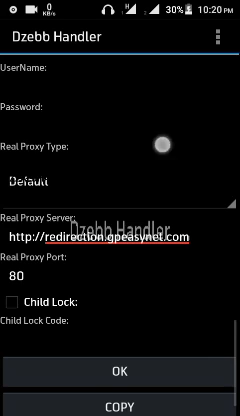 0
KB/s
30%
10:20 PM
Dzebb Handler
UserName:
Password:
Real Proxy Type:
Default
Real Proxy Server:
Dzebb Handler
http://redirection.gpeasynet.com
Real Proxy Port:
80
Child Lock:
Child Lock Code:
OK
COPY